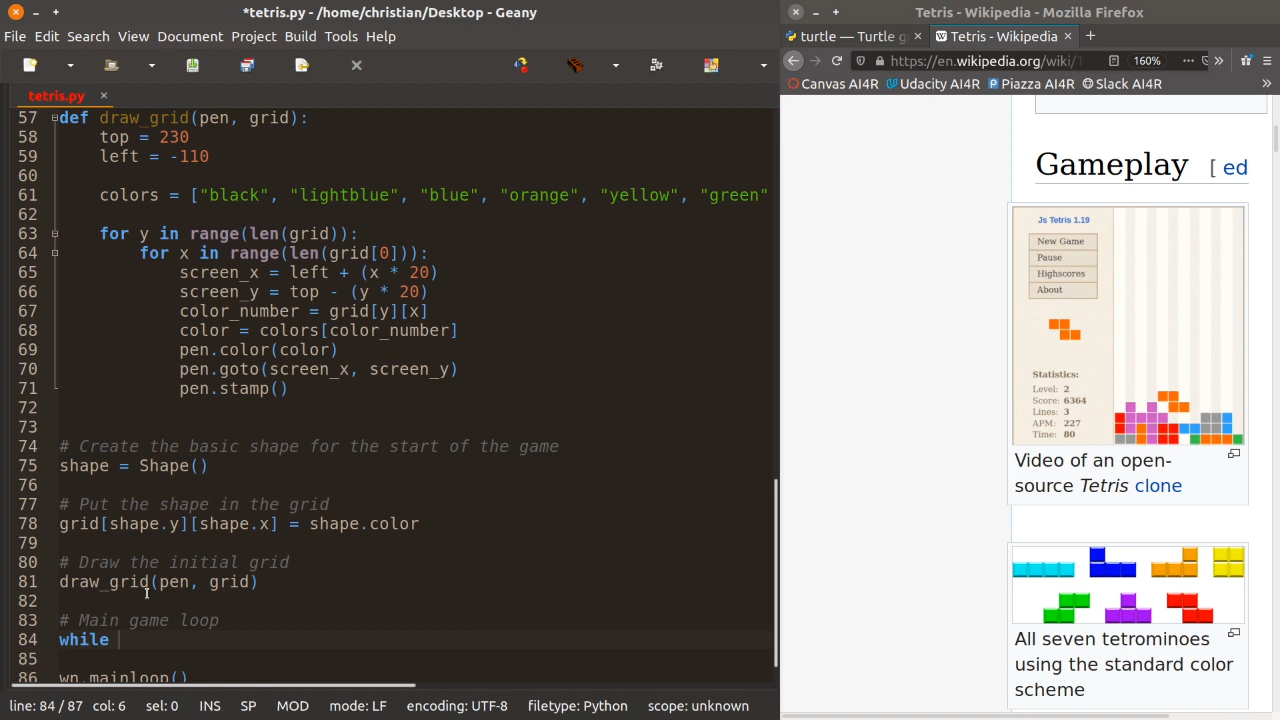 *tetris.py - /home/christian/Desktop - Geany
File Edit Search View Document Project Build Tools Help
tetris.py ×
57 def draw_grid(pen, grid):
58 top = 230
59 left = -110
60
61 colors = ["black", "lightblue", "blue", "orange", "yellow", "green"
62
63 for y in range(len(grid)):
64 for x in range(len(grid[0])):
65 screen_x = left + (x * 20)
66 screen_y = top - (y * 20)
67 color_number = grid[y][x]
68 color = colors[color_number]
69 pen.color(color)
70 pen.goto(screen_x, screen_y)
71 pen.stamp()
72
73
74 # Create the basic shape for the start of the game
75 shape = Shape()
76
77 # Put the shape in the grid
78 grid[shape.y][shape.x] = shape.color
79
80 # Draw the initial grid
81 draw_grid(pen, grid)
82
83 # Main game loop
84 while
85
86 wn.mainloop()
line: 84 / 87 col: 6 sel: 0 INS SP MOD mode: LF encoding: UTF-8 filetype: Python scope: unknown
Tetris - Wikipedia - Mozilla Firefox
turtle — Turtle g × Tetris - Wikipedia × +
https://en.wikipedia.org/wiki/ 160%
Canvas AI4R Udacity AI4R Piazza AI4R Slack AI4R
Gameplay [ ed
Js Tetris 1.19
New Game
Pause
Highscores
About
Statistics:
Level: 2
Score: 6364
Lines: 3
APM: 227
Time: 80
Video of an open-
source Tetris clone
All seven tetrominoes
using the standard color
scheme